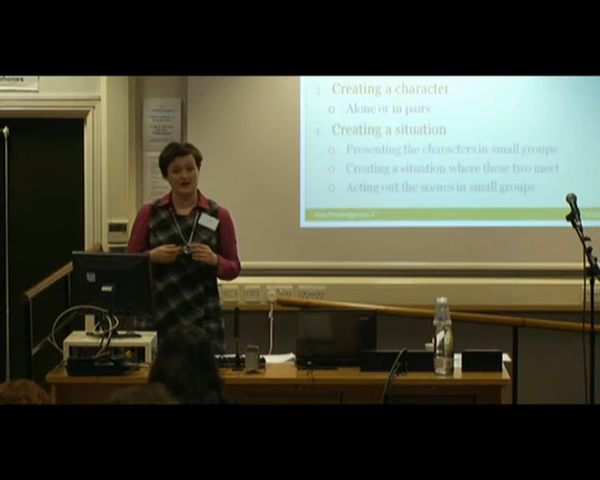 3. Creating a character
Alone or in pairs
4. Creating a situation
Presenting the characters in small groups
Creating a situation where these two meet
Acting out the scenes in small groups